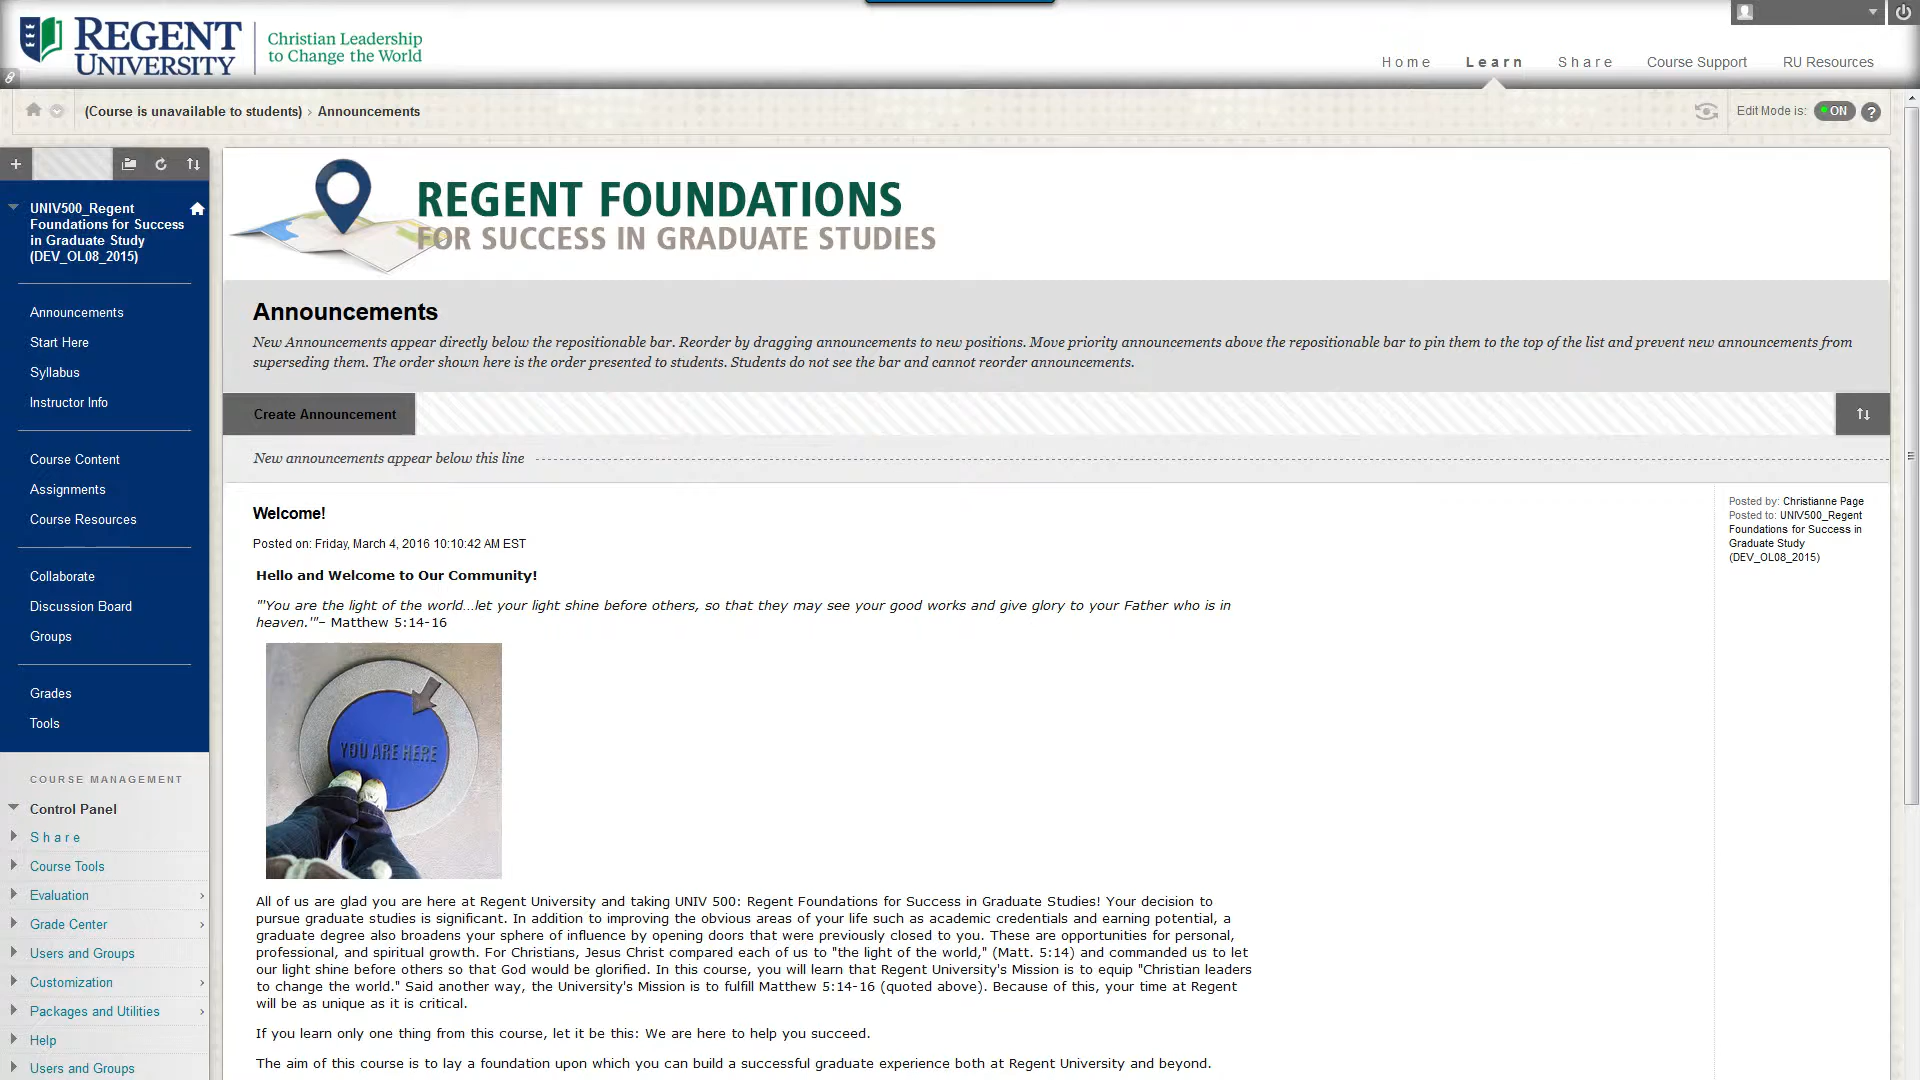 REGENT UNIVERSITY
Christian Leadership
to Change the World
Home Learn Share Course Support RU Resources
(Course is unavailable to students) › Announcements
Edit Mode is: ON ?
UNIV500_Regent
Foundations for Success
in Graduate Study
(DEV_OL08_2015)
Announcements
Start Here
Syllabus
Instructor Info
Course Content
Assignments
Course Resources
Collaborate
Discussion Board
Groups
Grades
Tools
COURSE MANAGEMENT
Control Panel
Share
Course Tools
Evaluation
Grade Center
Users and Groups
Customization
Packages and Utilities
Help
Users and Groups
REGENT FOUNDATIONS
FOR SUCCESS IN GRADUATE STUDIES
Announcements
New Announcements appear directly below the repositionable bar. Reorder by dragging announcements to new positions. Move priority announcements above the repositionable bar to pin them to the top of the list and prevent new announcements from
superseding them. The order shown here is the order presented to students. Students do not see the bar and cannot reorder announcements.
Create Announcement
New announcements appear below this line
Welcome!
Posted on: Friday, March 4, 2016 10:10:42 AM EST
Hello and Welcome to Our Community!
"'You are the light of the world...let your light shine before others, so that they may see your good works and give glory to your Father who is in
heaven.'"– Matthew 5:14-16
YOU ARE HERE
All of us are glad you are here at Regent University and taking UNIV 500: Regent Foundations for Success in Graduate Studies! Your decision to
pursue graduate studies is significant. In addition to improving the obvious areas of your life such as academic credentials and earning potential, a
graduate degree also broadens your sphere of influence by opening doors that were previously closed to you. These are opportunities for personal,
professional, and spiritual growth. For Christians, Jesus Christ compared each of us to "the light of the world," (Matt. 5:14) and commanded us to let
our light shine before others so that God would be glorified. In this course, you will learn that Regent University's Mission is to equip "Christian leaders
to change the world." Said another way, the University's Mission is to fulfill Matthew 5:14-16 (quoted above). Because of this, your time at Regent
will be as unique as it is critical.
If you learn only one thing from this course, let it be this: We are here to help you succeed.
The aim of this course is to lay a foundation upon which you can build a successful graduate experience both at Regent University and beyond.
Posted by: Christianne Page
Posted to: UNIV500_Regent
Foundations for Success in
Graduate Study
(DEV_OL08_2015)